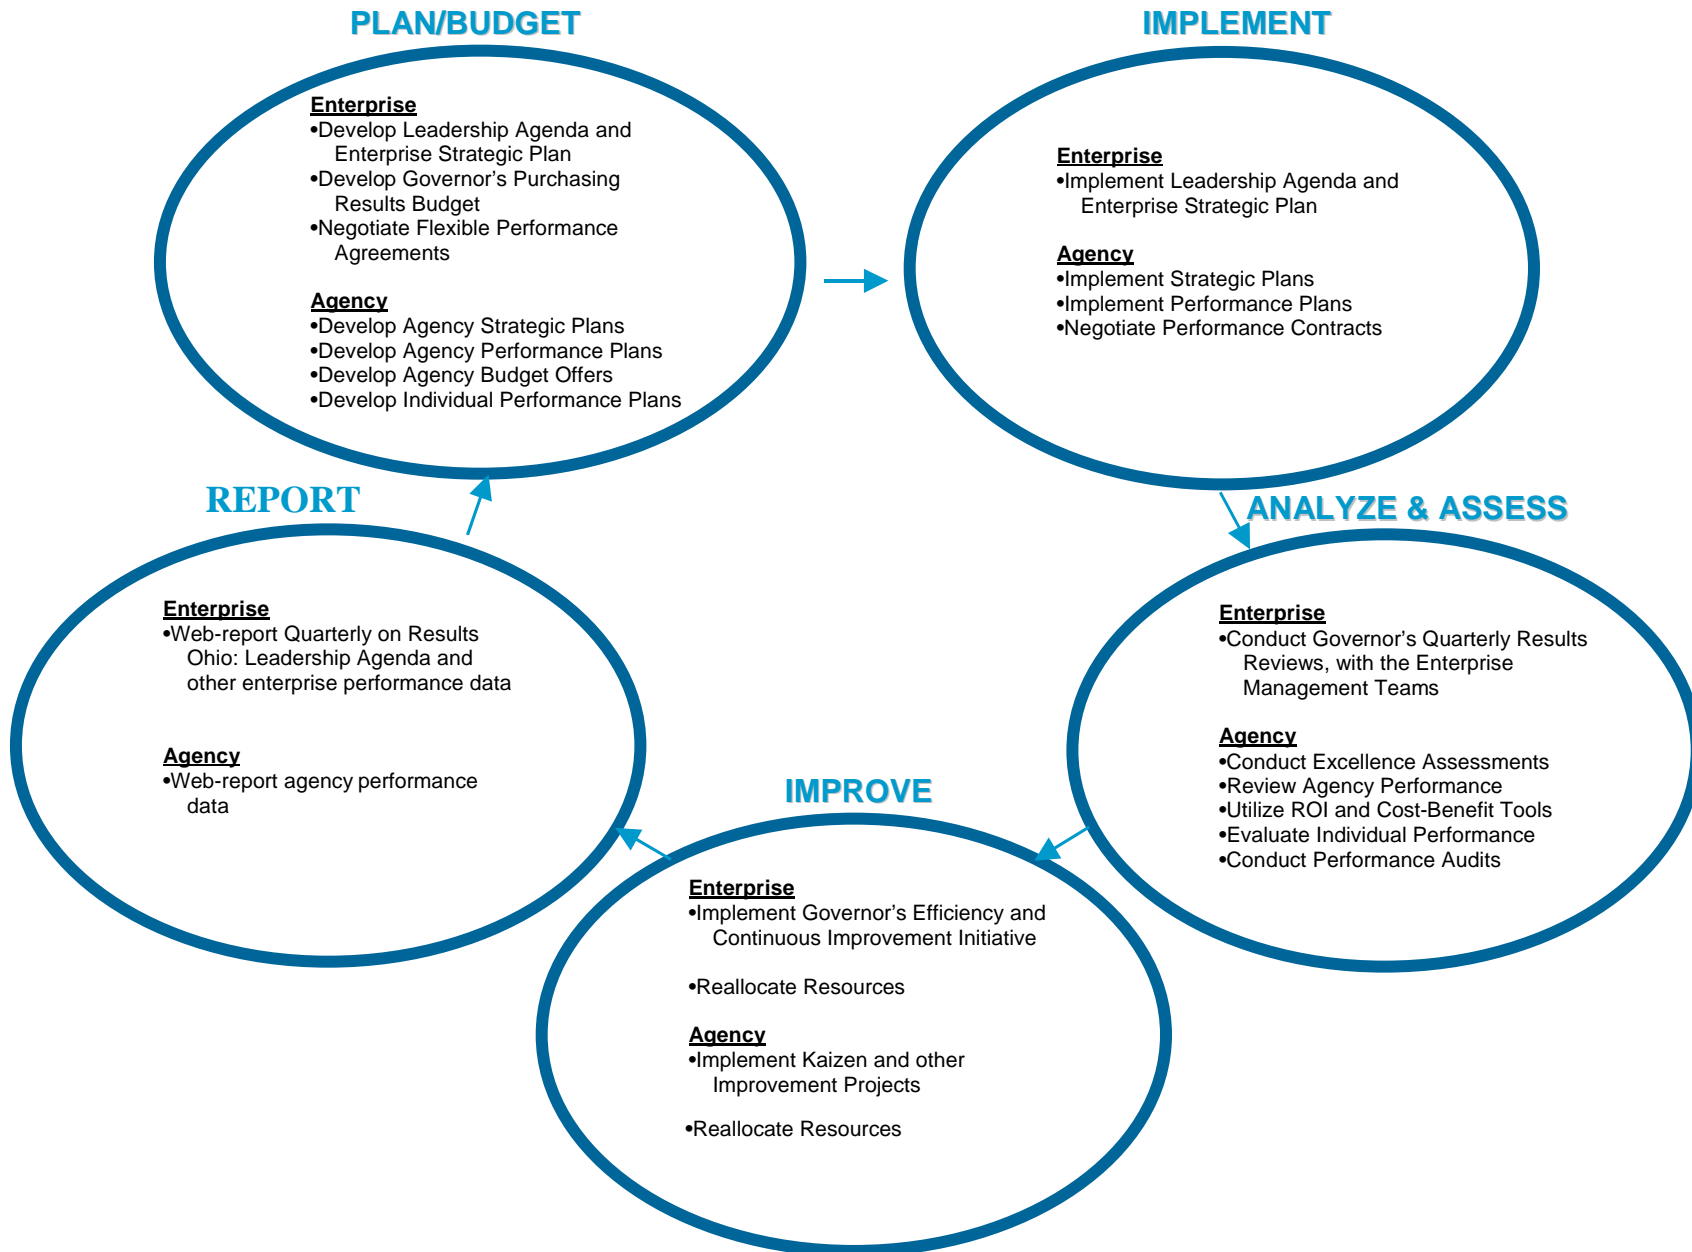 PLAN/BUDGET
Enterprise
•Develop Leadership Agenda and
Enterprise Strategic Plan
•Develop Governor’s Purchasing
Results Budget
•Negotiate Flexible Performance
Agreements
Agency
•Develop Agency Strategic Plans
•Develop Agency Performance Plans
•Develop Agency Budget Offers
•Develop Individual Performance Plans
IMPLEMENT
Enterprise
•Implement Leadership Agenda and
Enterprise Strategic Plan
Agency
•Implement Strategic Plans
•Implement Performance Plans
•Negotiate Performance Contracts
ANALYZE & ASSESS
Enterprise
•Conduct Governor’s Quarterly Results
Reviews, with the Enterprise
Management Teams
Agency
•Conduct Excellence Assessments
•Review Agency Performance
•Utilize ROI and Cost-Benefit Tools
•Evaluate Individual Performance
•Conduct Performance Audits
IMPROVE
Enterprise
•Implement Governor’s Efficiency and
Continuous Improvement Initiative
•Reallocate Resources
Agency
•Implement Kaizen and other
Improvement Projects
•Reallocate Resources
REPORT
Enterprise
•Web-report Quarterly on Results
Ohio: Leadership Agenda and
other enterprise performance data
Agency
•Web-report agency performance
data